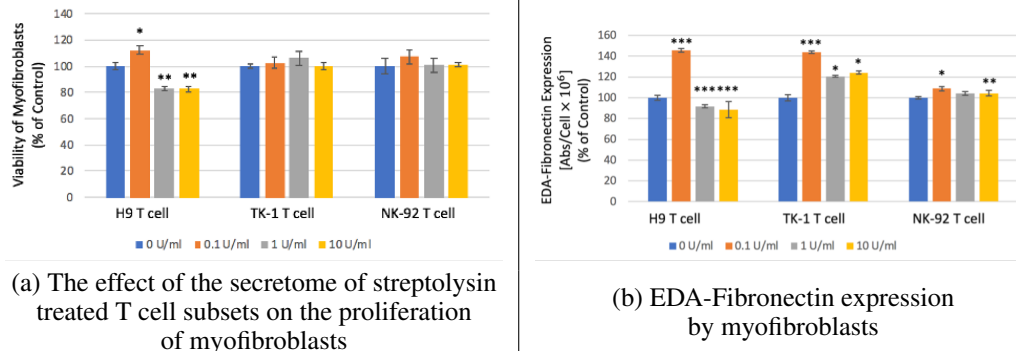 Viability of Myofibroblasts
(% of Control)
140
120
100
80
60
40
20
0
*
**
**
H9 T cell
TK-1 T cell
NK-92 T cell
0 U/ml
0.1 U/ml
1 U/ml
10 U/ml
(a) The effect of the secretome of streptolysin
treated T cell subsets on the proliferation
of myofibroblasts
EDA-Fibronectin Expression
[Abs/Cell × 10⁶]
(% of Control)
160
140
120
100
80
60
40
20
0
***
***
***
***
*
*
*
**
H9 T cell
TK-1 T cell
NK-92 T cell
0 U/ml
0.1 U/ml
1 U/ml
10 U/ml
(b) EDA-Fibronectin expression
by myofibroblasts